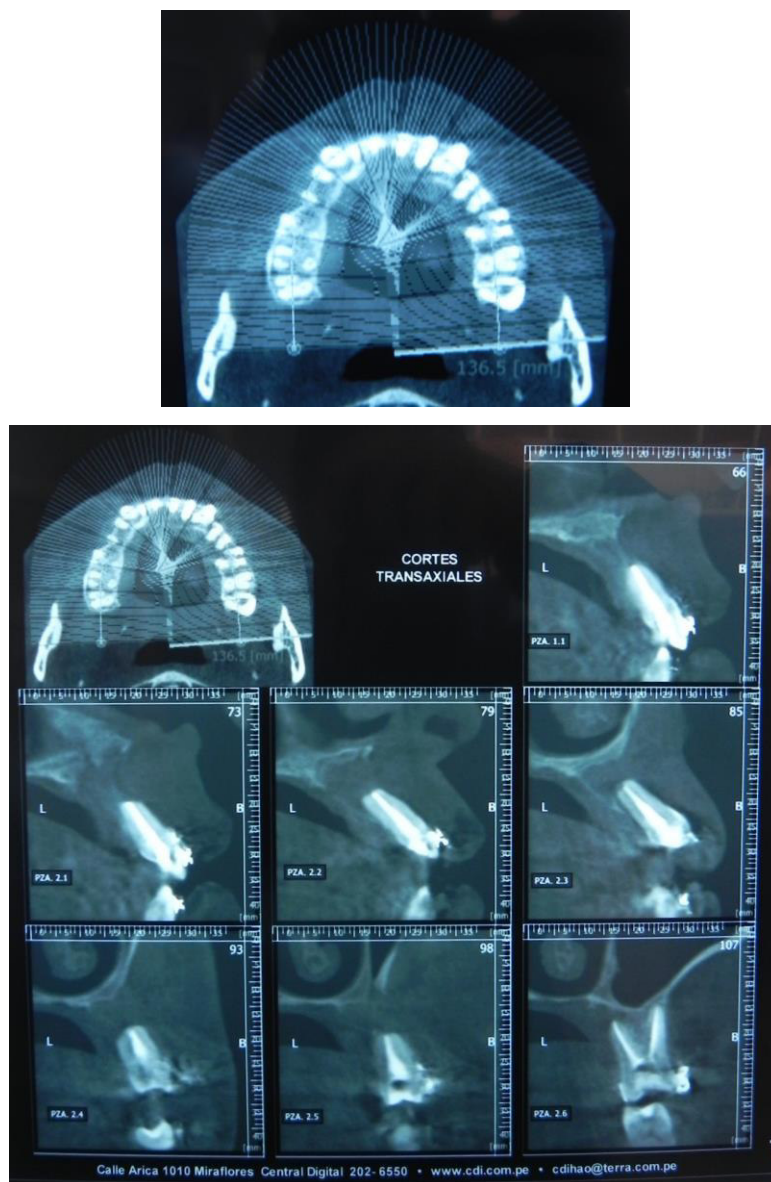 136.5 [mm]
CORTES
TRANSAXIALES
136.5 [mm]
66
L
B
PZA. 1.1
73
L
B
PZA. 2.1
79
L
B
PZA. 2.2
85
L
B
PZA. 2.3
93
L
B
PZA. 2.4
98
L
B
PZA. 2.5
107
L
B
PZA. 2.6
Calle Arica 1010 Miraflores Central Digital 202-6550 • www.cdi.com.pe • cdihao@terra.com.pe